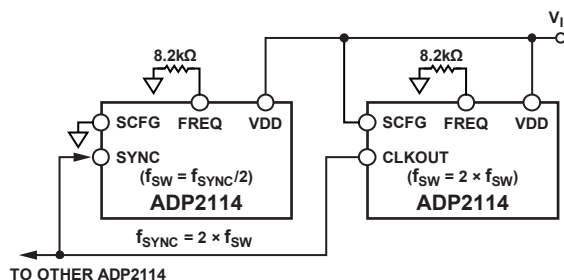 V_I
8.2kΩ
8.2kΩ
SCFG FREQ VDD
SCFG FREQ VDD
SYNC
CLKOUT
(f_SW = f_SYNC/2)
(f_SW = 2 × f_SW)
ADP2114
ADP2114
f_SYNC = 2 × f_SW
TO OTHER ADP2114